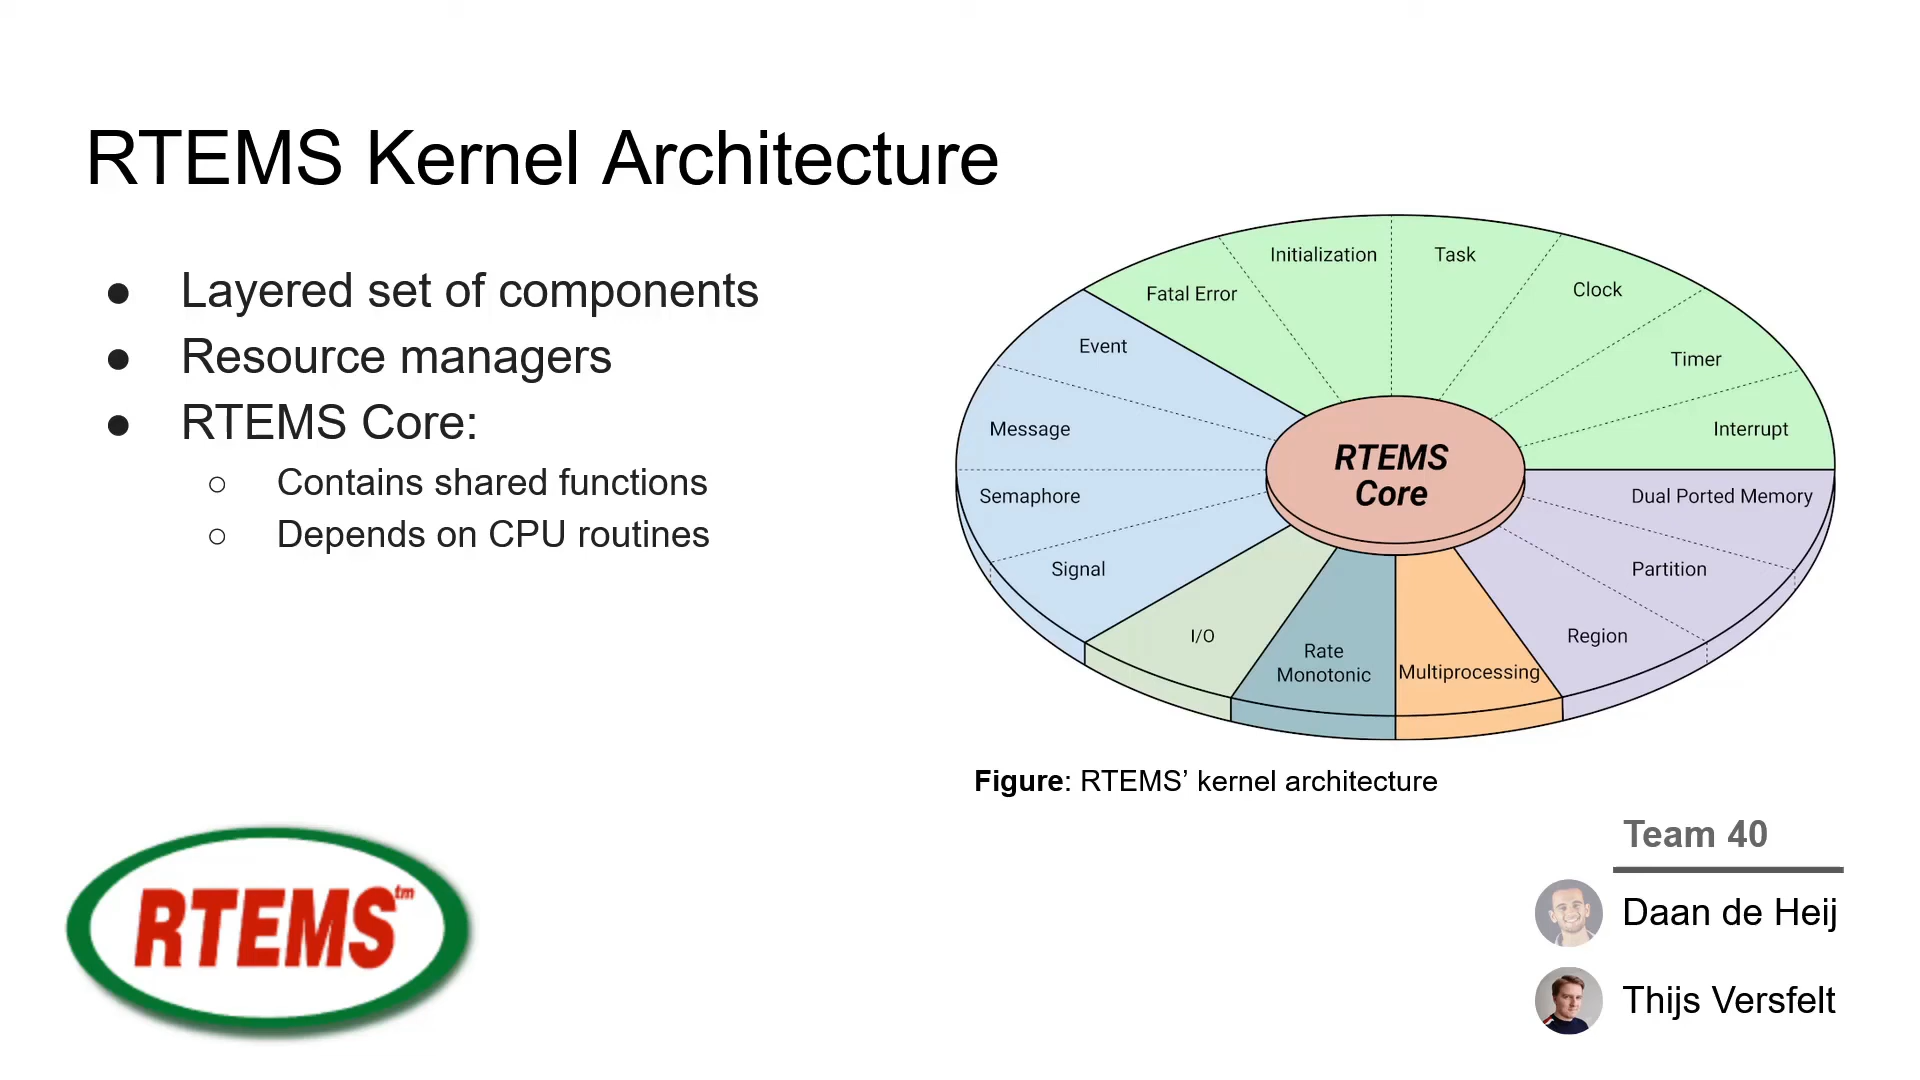 RTEMS Kernel Architecture
● Layered set of components
● Resource managers
● RTEMS Core:
○ Contains shared functions
○ Depends on CPU routines
Initialization
Task
Fatal Error
Clock
Event
Timer
Message
Interrupt
RTEMS
Core
Semaphore
Dual Ported Memory
Signal
Partition
I/O
Region
Rate
Monotonic
Multiprocessing
Figure: RTEMS’ kernel architecture
RTEMS™
Team 40
Daan de Heij
Thijs Versfelt